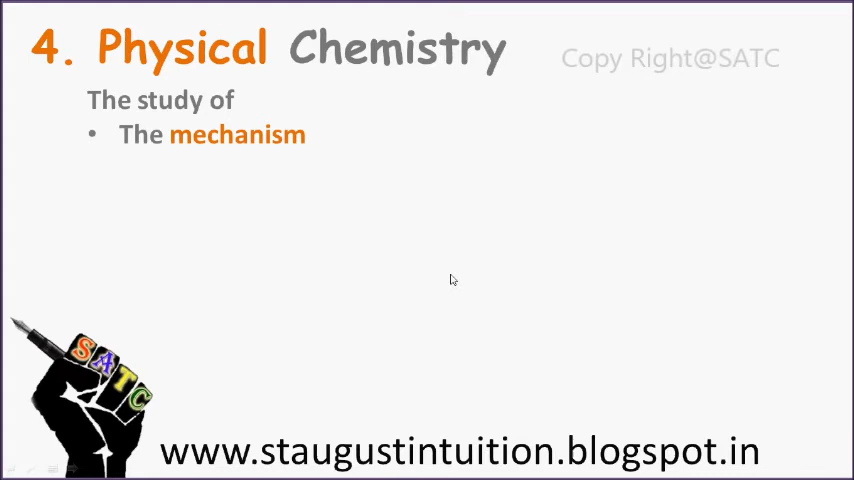 4. Physical Chemistry
Copy Right@SATC
The study of
• The mechanism
SATC
www.staugustintuition.blogspot.in